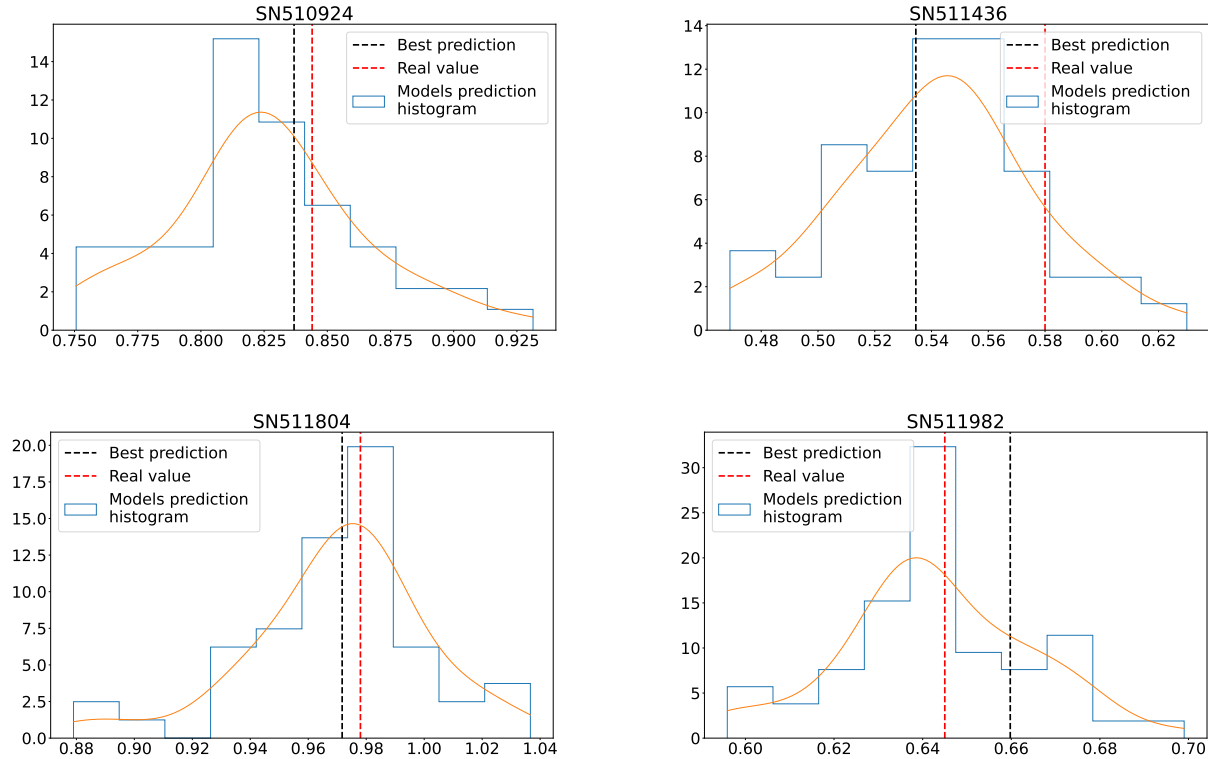 SN510924
14
12
10
8
6
4
2
0
0.750 0.775 0.800 0.825 0.850 0.875 0.900 0.925
Best prediction
Real value
Models prediction
histogram
SN511436
14
12
10
8
6
4
2
0
0.48 0.50 0.52 0.54 0.56 0.58 0.60 0.62
Best prediction
Real value
Models prediction
histogram
SN511804
20.0
17.5
15.0
12.5
10.0
7.5
5.0
2.5
0.0
0.88 0.90 0.92 0.94 0.96 0.98 1.00 1.02 1.04
Best prediction
Real value
Models prediction
histogram
SN511982
30
25
20
15
10
5
0
0.60 0.62 0.64 0.66 0.68 0.70
Best prediction
Real value
Models prediction
histogram